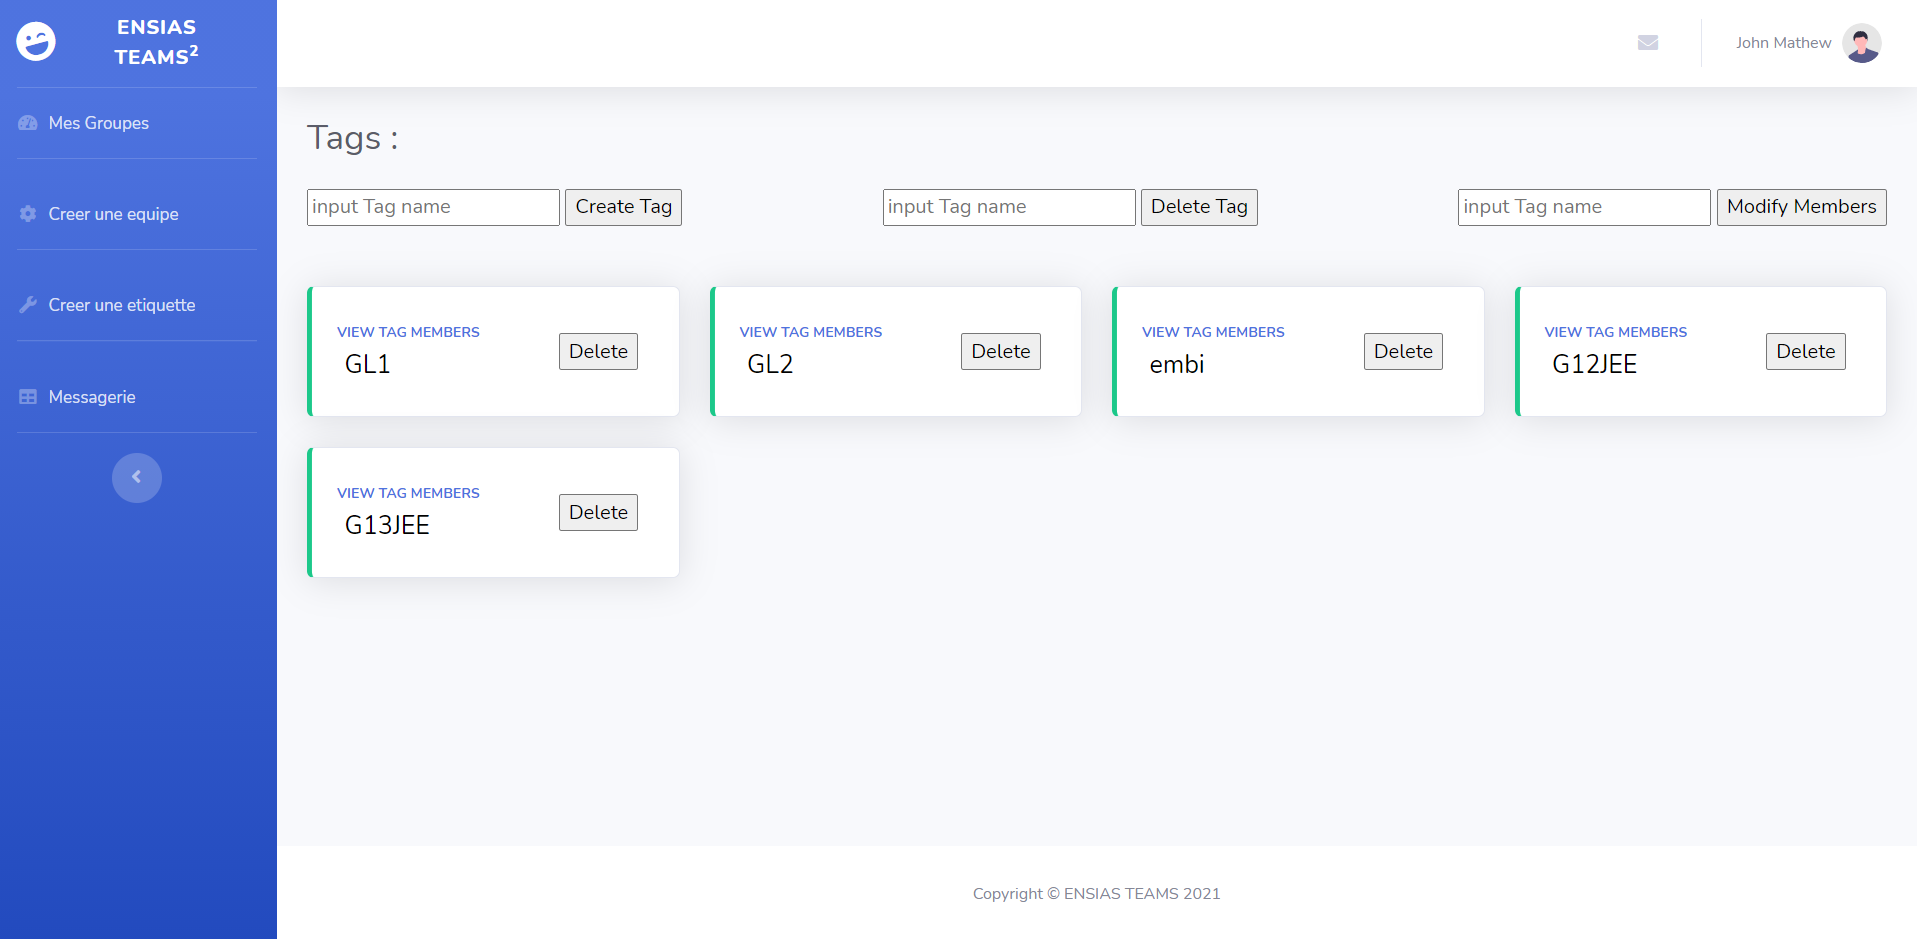 ENSIAS
TEAMS2
Mes Groupes
Creer une equipe
Creer une etiquette
Messagerie
John Mathew
Tags :
input Tag name Create Tag input Tag name Delete Tag input Tag name Modify Members
VIEW TAG MEMBERS
GL1
Delete
VIEW TAG MEMBERS
GL2
Delete
VIEW TAG MEMBERS
embi
Delete
VIEW TAG MEMBERS
G12JEE
Delete
VIEW TAG MEMBERS
G13JEE
Delete
Copyright © ENSIAS TEAMS 2021